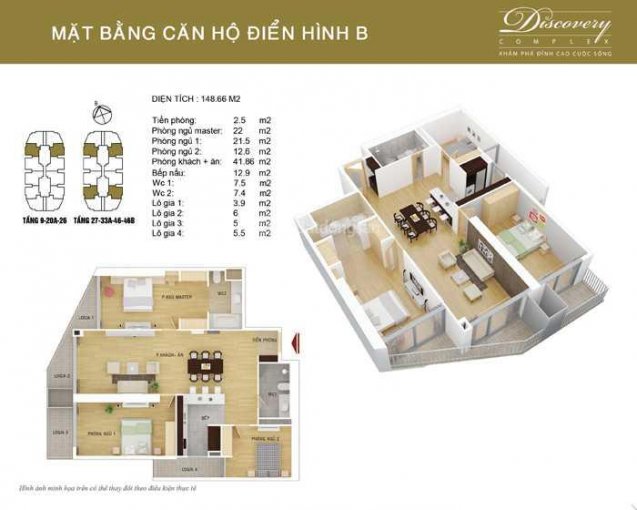 MẶT BẰNG CĂN HỘ ĐIỂN HÌNH B
Discovery
COMPLEX
KHÁM PHÁ ĐỈNH CAO CUỘC SỐNG
DIỆN TÍCH : 148.66 M2
Tiền phòng: 2.5 m2
Phòng ngủ master: 22 m2
Phòng ngủ 1: 21.5 m2
Phòng ngủ 2: 12.6 m2
Phòng khách + ăn: 41.86 m2
Bếp nấu: 12.9 m2
Wc 1: 7.5 m2
Wc 2: 7.4 m2
Lô gia 1: 3.9 m2
Lô gia 2: 6 m2
Lô gia 3: 5 m2
Lô gia 4: 5.5 m2
TẦNG 9-20A-26 TẦNG 27-33A-46-46B
P.NGỦ MASTER
WC2
LOGIA 1
TIỀN PHÒNG
P.KHÁCH+ ĂN
LOGIA 2
WC1
BẾP
PHÒNG NGỦ 1
PHÒNG NGỦ 2
LOGIA 3
LOGIA 4
Hình ảnh minh họa trên có thể thay đổi theo điều kiện thực tế